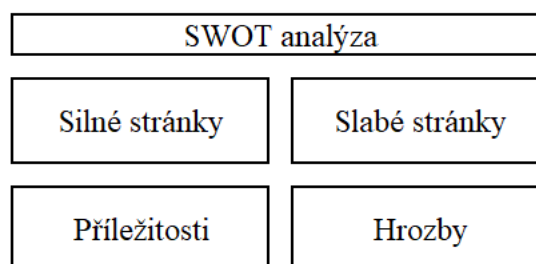 SWOT analýza
Silné stránky
Slabé stránky
Příležitosti
Hrozby